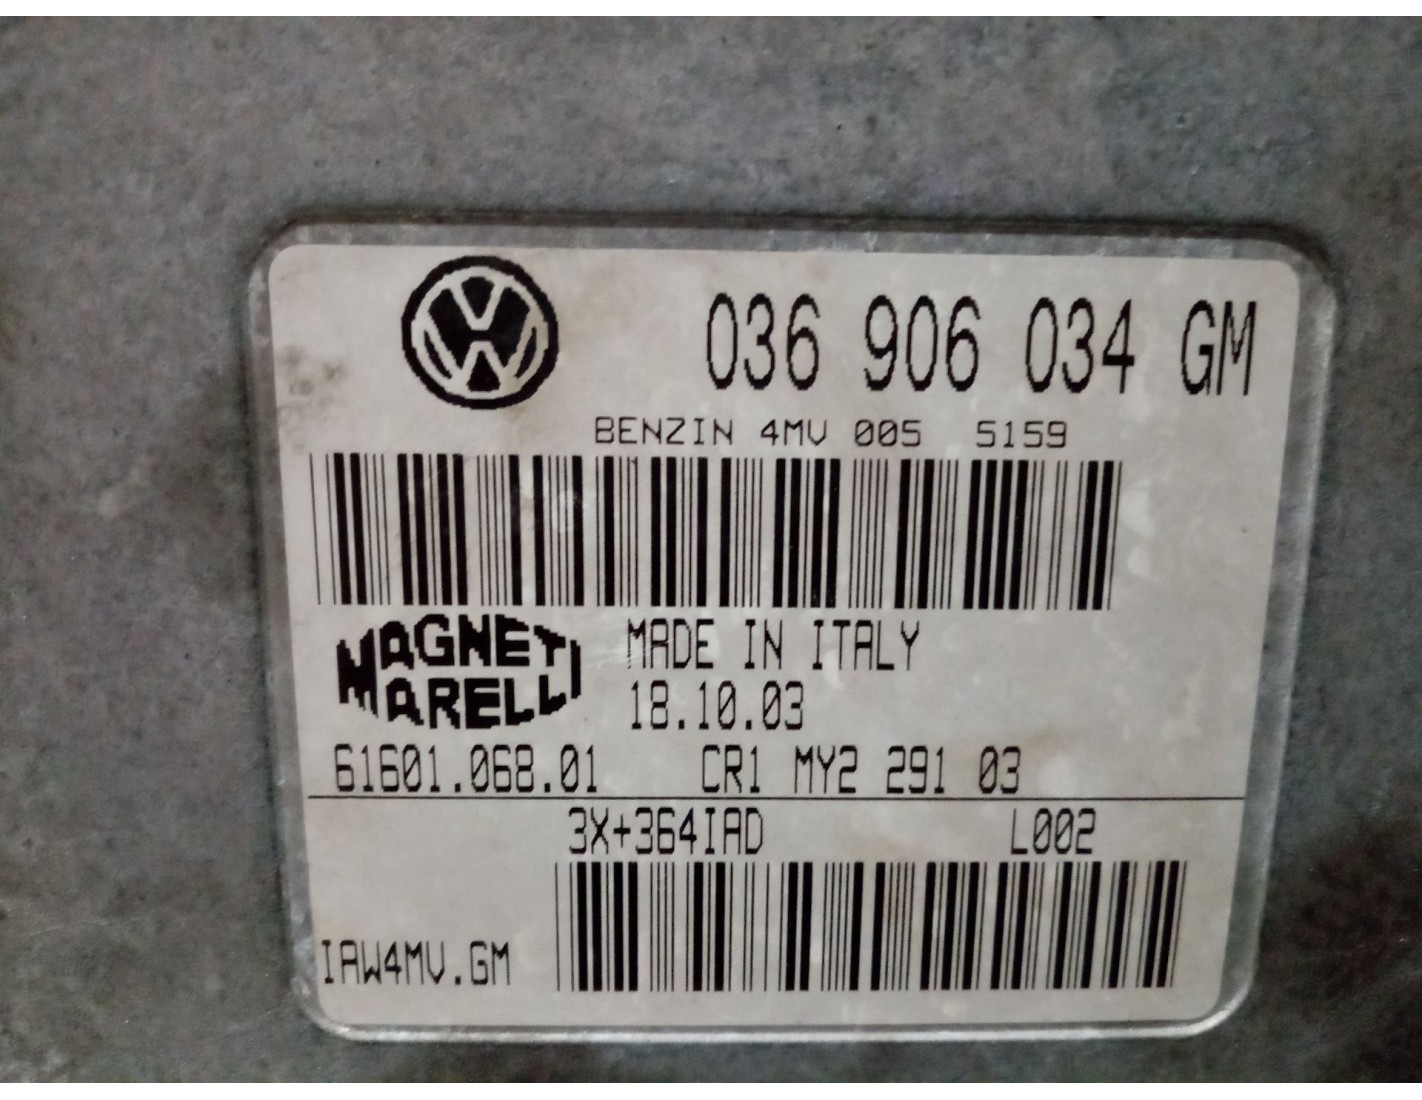 036 906 034 GM
BENZIN 4MV 005 5159
MAGNETI
MARELLI
MADE IN ITALY
18.10.03
61601.068.01 CR1 MY2 291 03
3X+364IAD L002
IAW4MV.GM